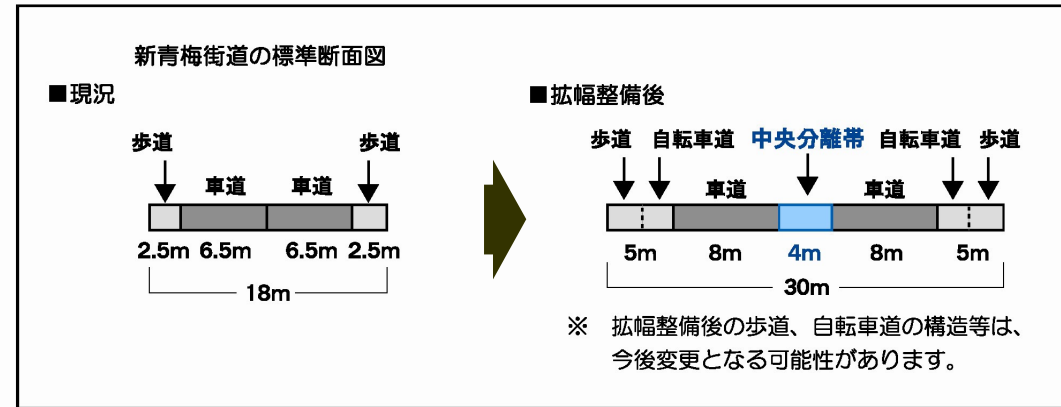 新青梅街道の標準断面図
■現況
歩道
歩道
車道
車道
2.5m 6.5m 6.5m 2.5m
18m
■拡幅整備後
歩道 自転車道 中央分離帯 自転車道 歩道
車道
車道
5m 8m 4m 8m 5m
30m
※ 拡幅整備後の歩道、自転車道の構造等は、
今後変更となる可能性があります。